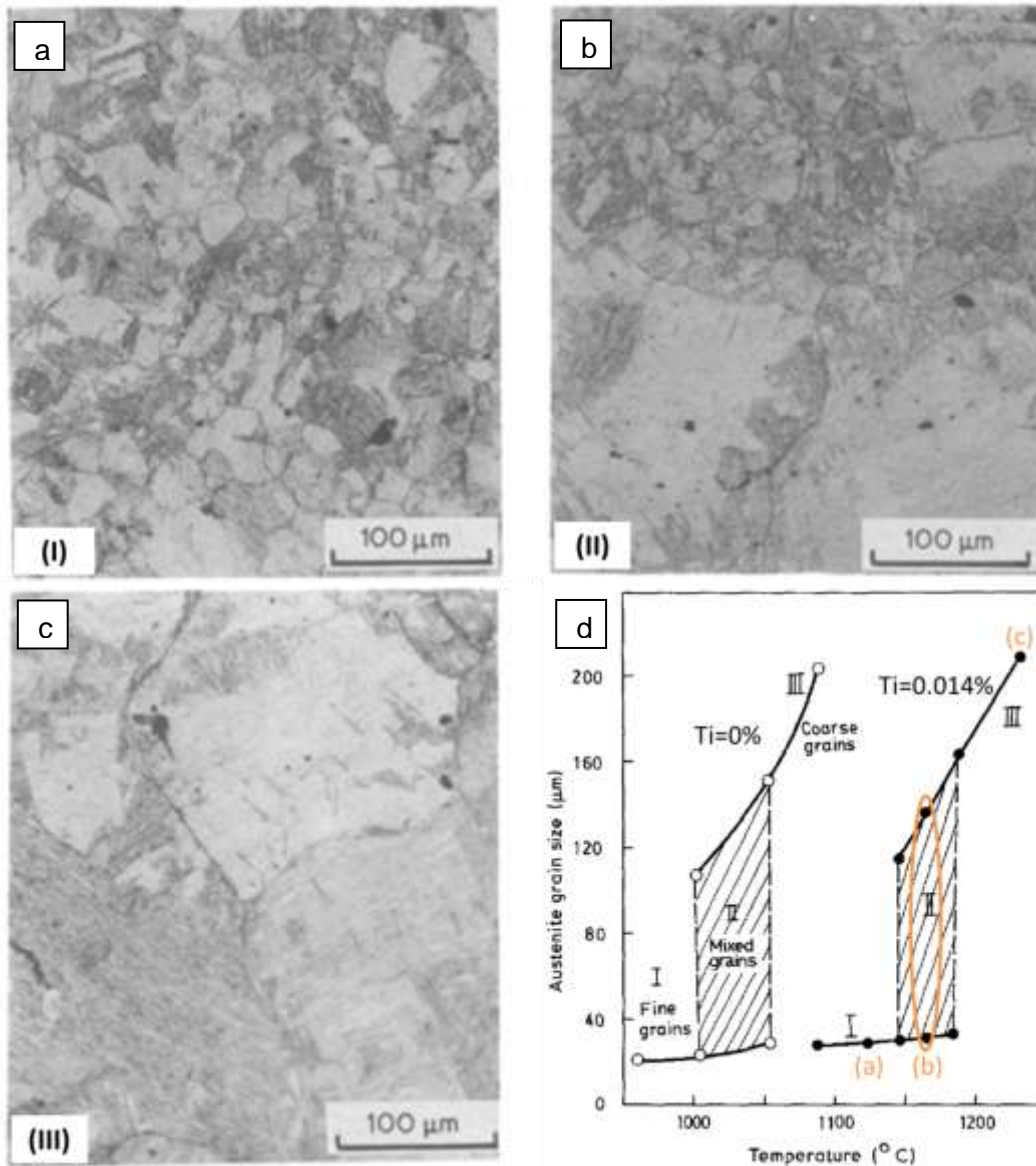 a
(I)
100 µm
b
(II)
100 µm
c
(III)
100 µm
d
Austenite grain size (µm)
200
160
120
80
40
0
Ti=0%
III
Coarse
grains
II
Mixed
grains
I
Fine
grains
Ti=0.014%
(c)
III
II
I
(a)
(b)
1000
1100
1200
Temperature (°C)